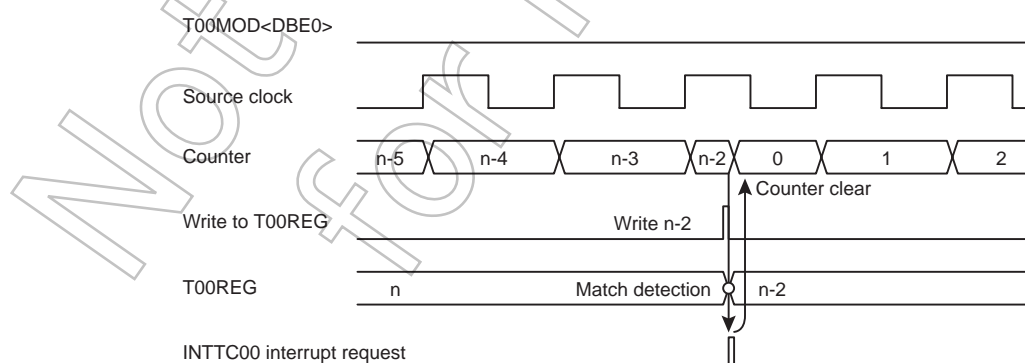 T00MOD<DBE0>
Source clock
Counter n-5 n-4 n-3 n-2 0 1 2
Counter clear
Write to T00REG Write n-2
T00REG n Match detection n-2
INTTC00 interrupt request